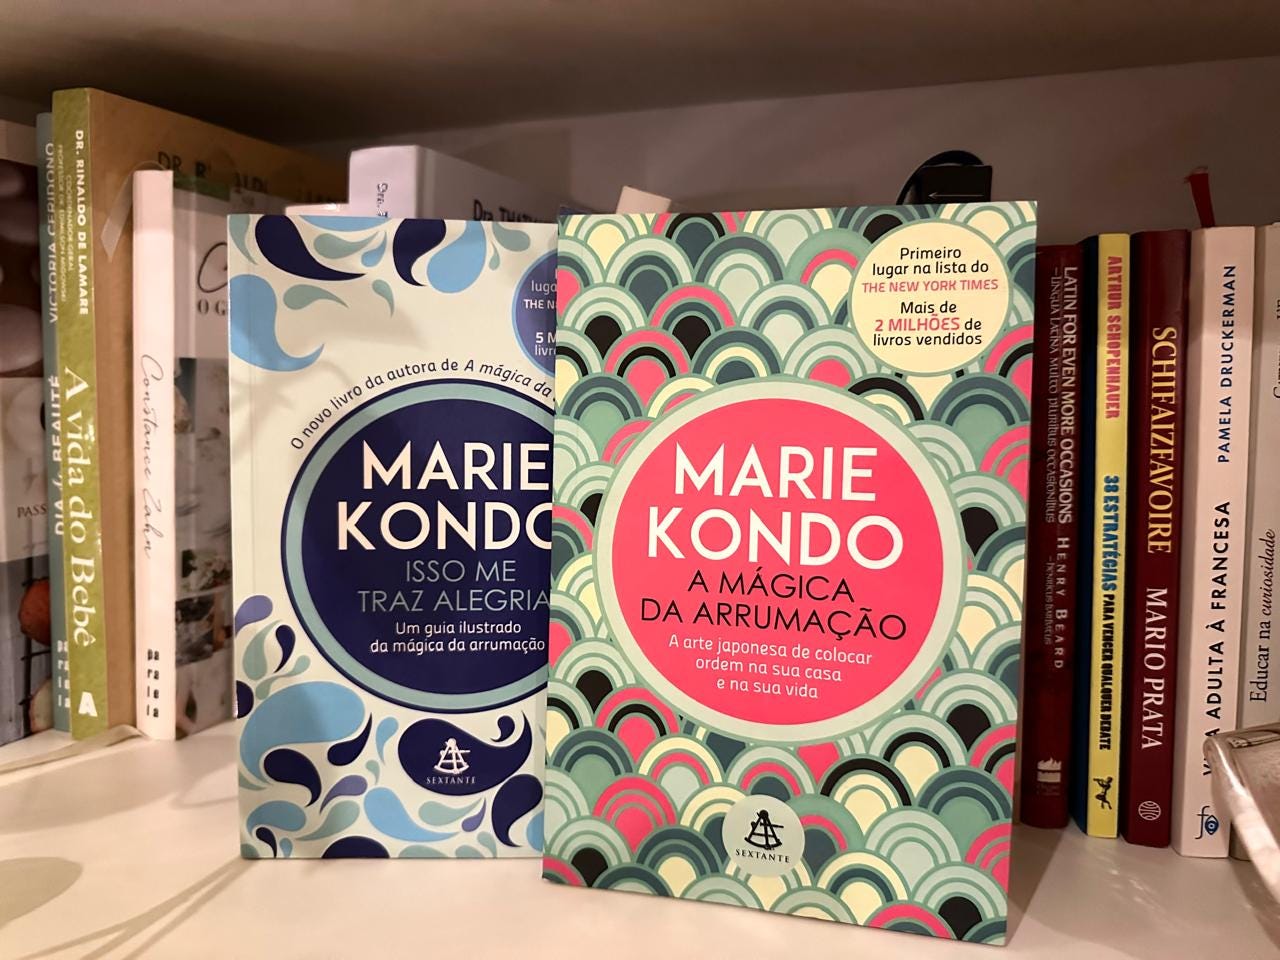 DR. RINALDO DE LAMARE
A vida do Bebê
Constance Zahn
O novo livro da autora de A mágica da
THE
5
MARIE
KONDO
ISSO ME
TRAZ ALEGRIA
Um guia ilustrado
da mágica da arrumação
SEXTANTE
Primeiro
lugar na lista do
THE NEW YORK TIMES
Mais de
2 MILHÕES de
livros vendidos
MARIE
KONDO
A MÁGICA
DA ARRUMAÇÃO
A arte japonesa de colocar
ordem na sua casa
e na sua vida
SEXTANTE
LATIN FOR EVEN MORE OCCASIONS
HENRY BEARD
ARTHUR SCHOPENHAUER
38 ESTRATÉGIAS PARA VENCER QUALQUER DEBATE
SCHIFAIZFAVOIRE
MARIO PRATA
PAMELA DRUCKERMAN
ADULTA À FRANCESA
Educar na curiosidade